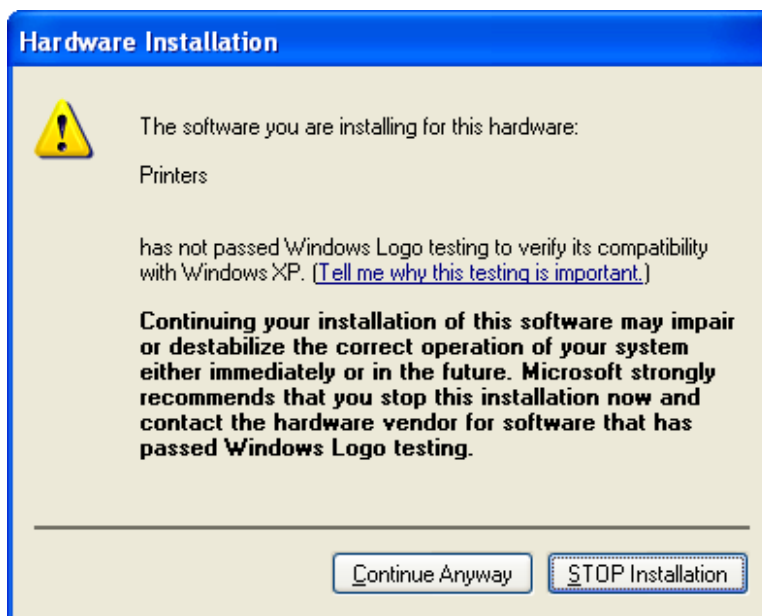 Hardware Installation
The software you are installing for this hardware:
Printers
has not passed Windows Logo testing to verify its compatibility
with Windows XP. (Tell me why this testing is important.)
Continuing your installation of this software may impair
or destabilize the correct operation of your system
either immediately or in the future. Microsoft strongly
recommends that you stop this installation now and
contact the hardware vendor for software that has
passed Windows Logo testing.
Continue Anyway STOP Installation